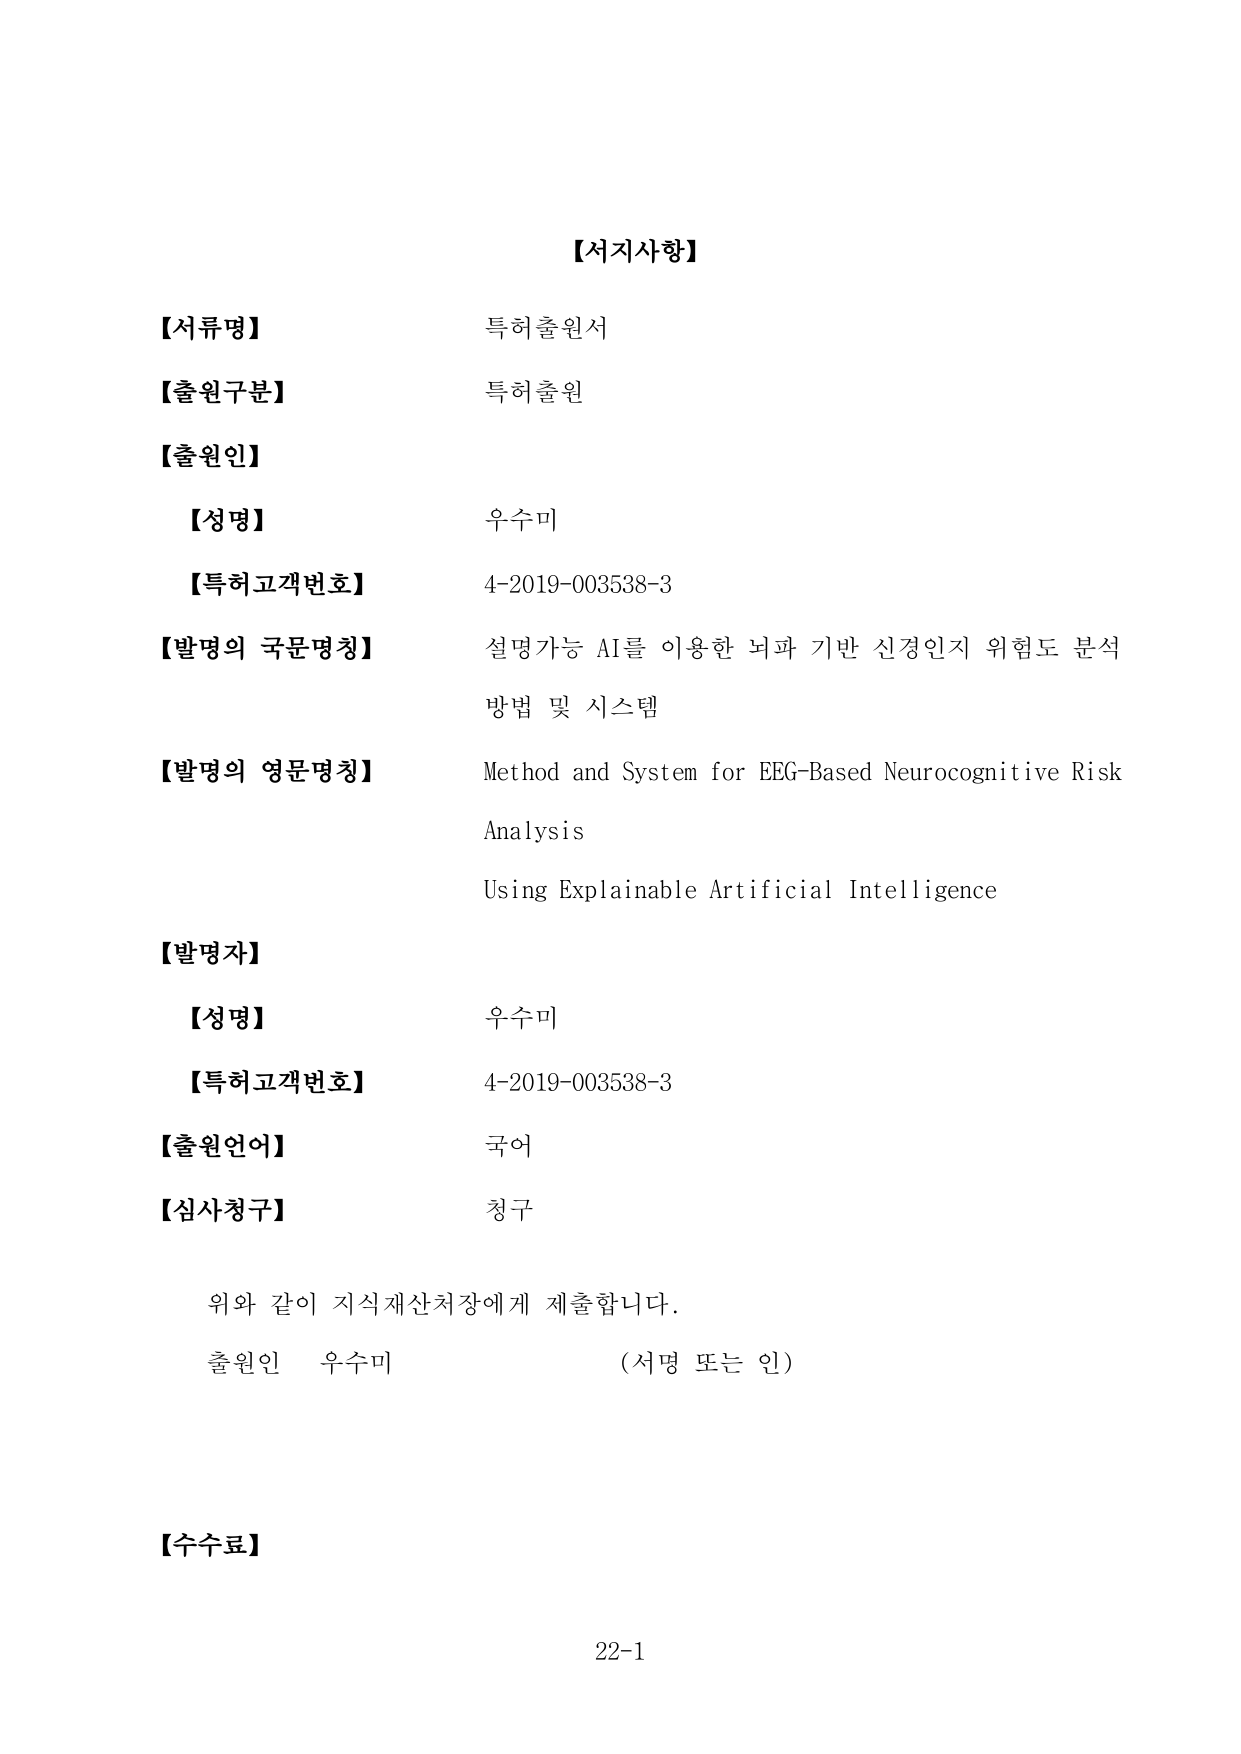 【서지사항】
【서류명】 특허출원서
【출원구분】 특허출원
【출원인】
【성명】 우수미
【특허고객번호】 4-2019-003538-3
【발명의 국문명칭】 설명가능 AI를 이용한 뇌파 기반 신경인지 위험도 분석
방법 및 시스템
【발명의 영문명칭】 Method and System for EEG-Based Neurocognitive Risk
Analysis
Using Explainable Artificial Intelligence
【발명자】
【성명】 우수미
【특허고객번호】 4-2019-003538-3
【출원언어】 국어
【심사청구】 청구
위와 같이 지식재산처장에게 제출합니다.
출원인 우수미 (서명 또는 인)
【수수료】
22-1